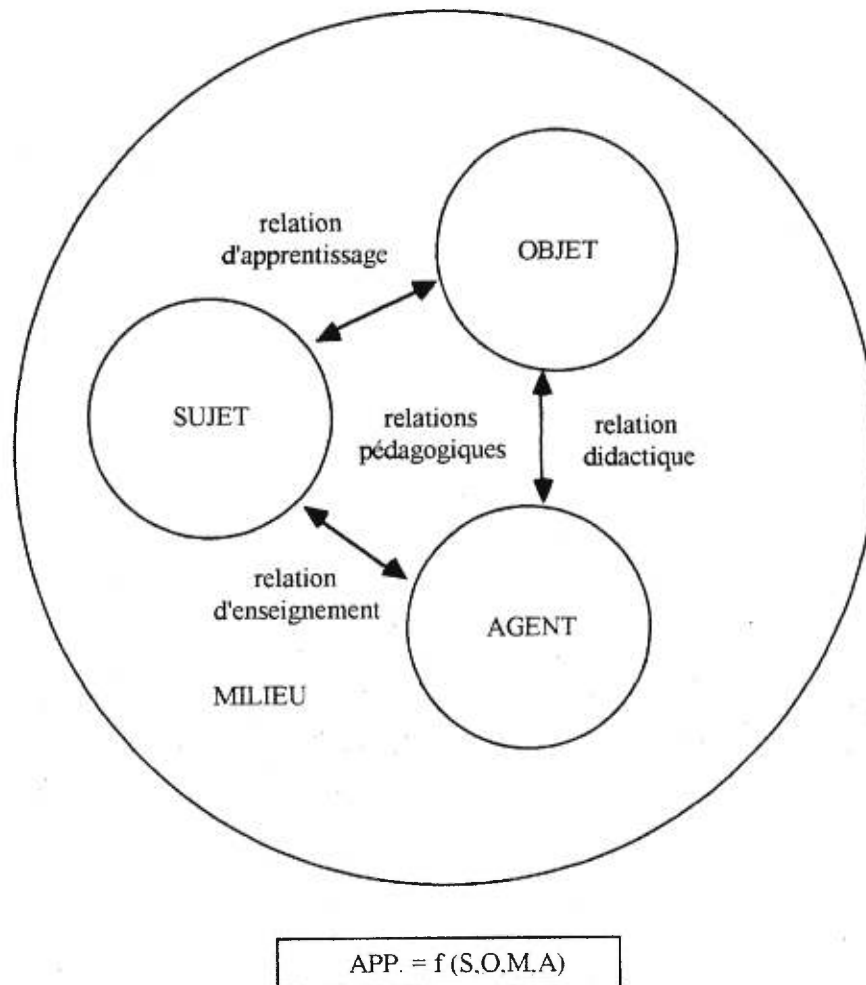 relation
d'apprentissage
OBJET
SUJET
relations
pédagogiques
relation
didactique
relation
d'enseignement
AGENT
MILIEU
APP. = f (S,O,M,A)